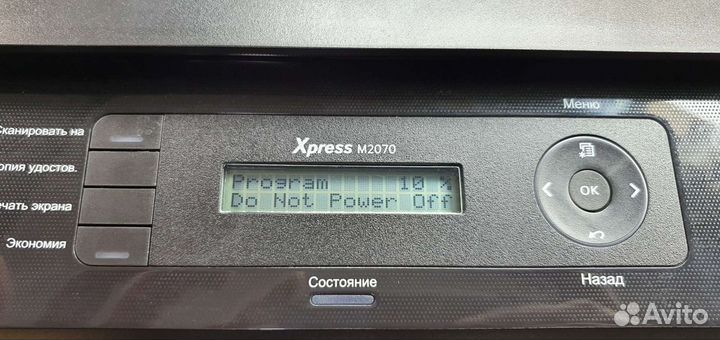 Меню
Сканировать на
Xpress M2070
опия удостов.
Program 10 %
OK
Do Not Power Off
ечать экрана
Экономия
Состояние
Назад
Avito